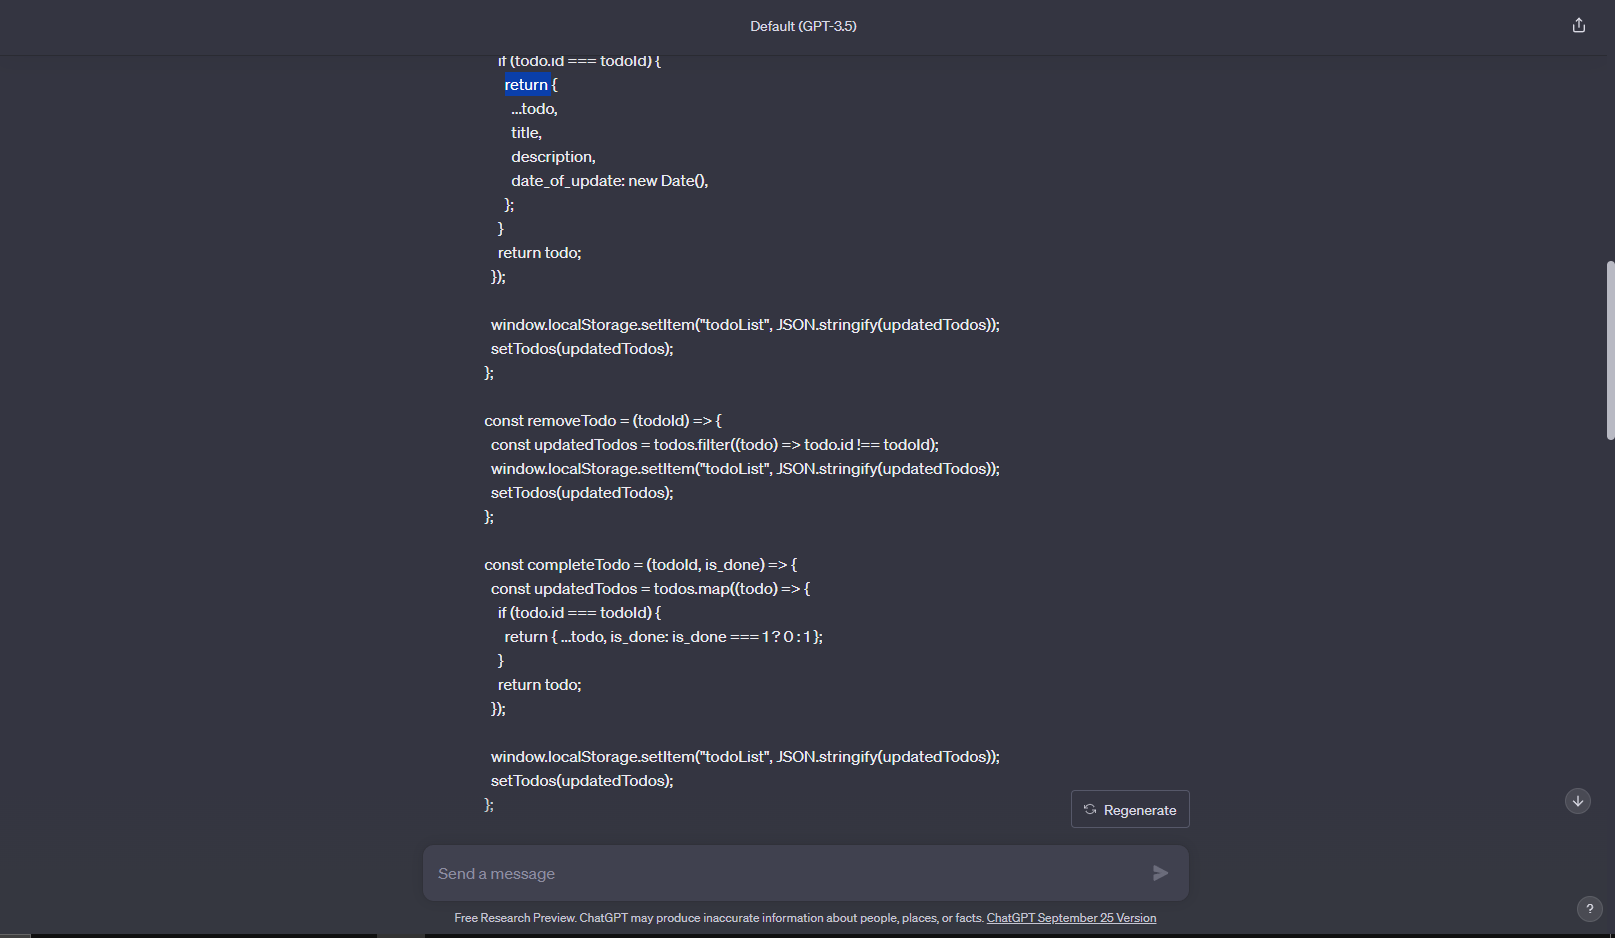 Default (GPT-3.5)
if (todo.id === todoId) {
return {
...todo,
title,
description,
date_of_update: new Date(),
};
}
return todo;
});
window.localStorage.setItem("todoList", JSON.stringify(updatedTodos));
setTodos(updatedTodos);
};
const removeTodo = (todoId) => {
const updatedTodos = todos.filter((todo) => todo.id !== todoId);
window.localStorage.setItem("todoList", JSON.stringify(updatedTodos));
setTodos(updatedTodos);
};
const completeTodo = (todoId, is_done) => {
const updatedTodos = todos.map((todo) => {
if (todo.id === todoId) {
return { ...todo, is_done: is_done === 1 ? 0 : 1 };
}
return todo;
});
window.localStorage.setItem("todoList", JSON.stringify(updatedTodos));
setTodos(updatedTodos);
};
Regenerate
Send a message
Free Research Preview. ChatGPT may produce inaccurate information about people, places, or facts. ChatGPT September 25 Version
?